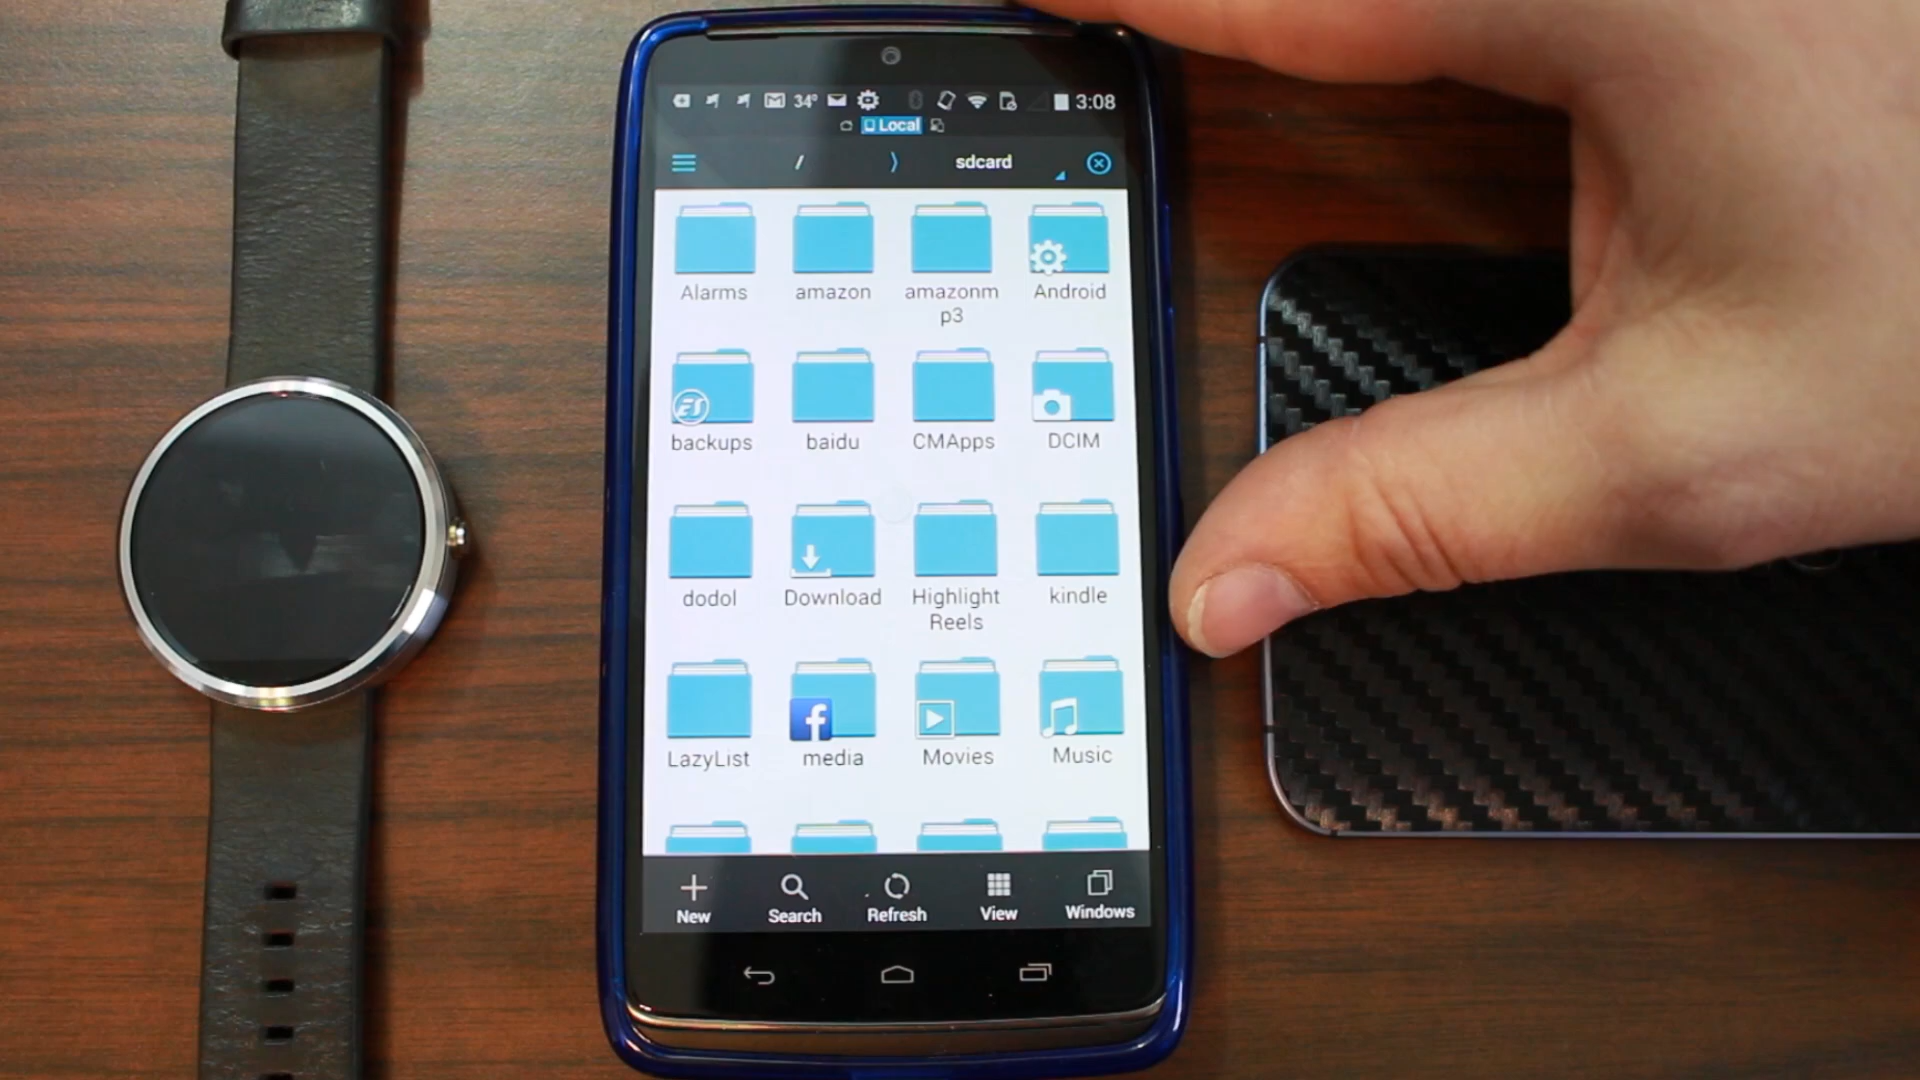 34° 3:08
Local
/ sdcard
Alarms amazon amazonm Android
p3
backups baidu CMApps DCIM
dodol Download Highlight kindle
Reels
LazyList media Movies Music
New Search Refresh View Windows